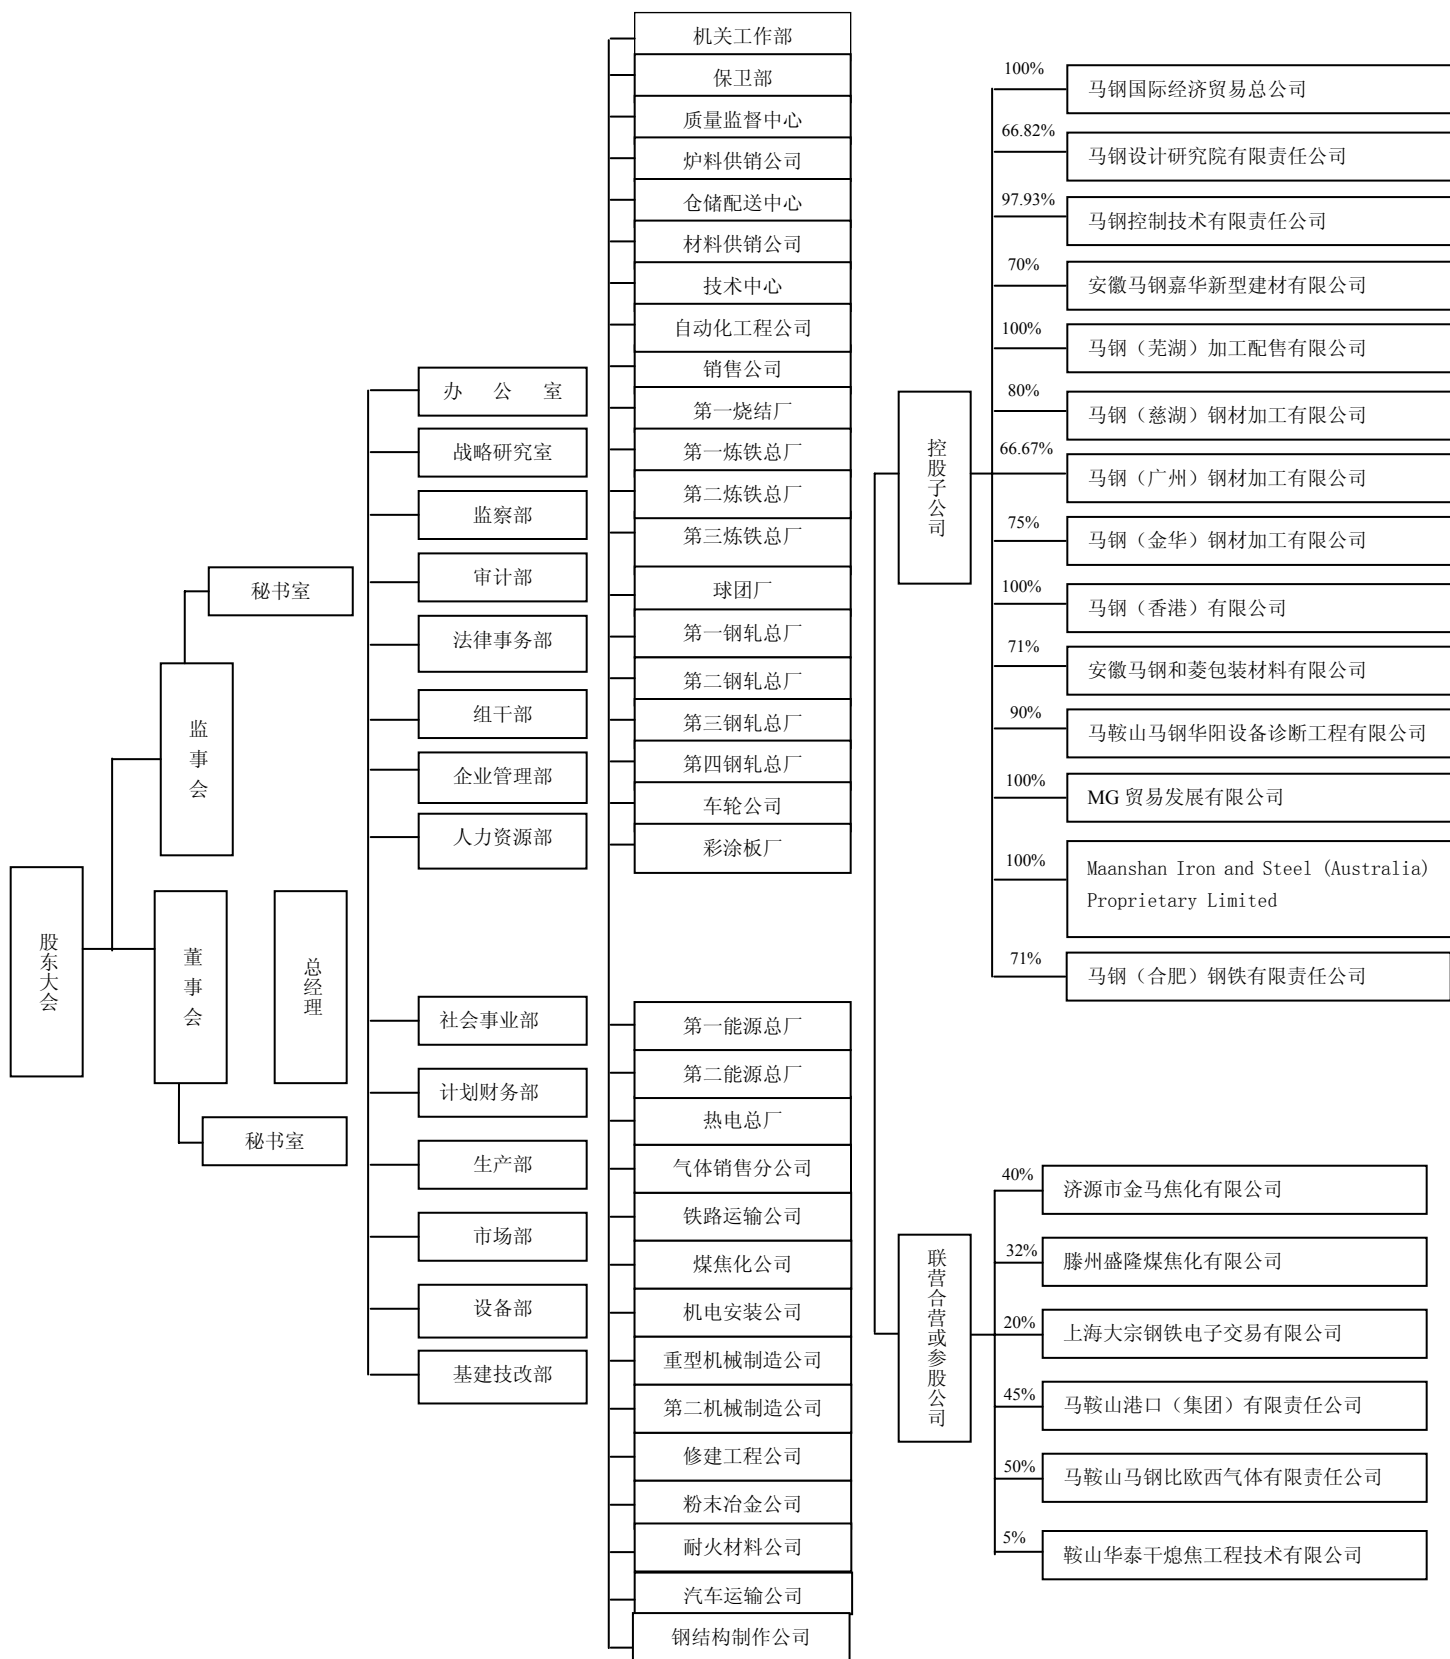 股东大会
监事会
秘书室
董事会
秘书室
总经理
办 公 室
战略研究室
监察部
审计部
法律事务部
组干部
企业管理部
人力资源部
社会事业部
计划财务部
生产部
市场部
设备部
基建技改部
机关工作部
保卫部
质量监督中心
炉料供销公司
仓储配送中心
材料供销公司
技术中心
自动化工程公司
销售公司
第一烧结厂
第一炼铁总厂
第二炼铁总厂
第三炼铁总厂
球团厂
第一钢轧总厂
第二钢轧总厂
第三钢轧总厂
第四钢轧总厂
车轮公司
彩涂板厂
第一能源总厂
第二能源总厂
热电总厂
气体销售分公司
铁路运输公司
煤焦化公司
机电安装公司
重型机械制造公司
第二机械制造公司
修建工程公司
粉末冶金公司
耐火材料公司
汽车运输公司
钢结构制作公司
控股子公司
100%
马钢国际经济贸易总公司
66.82%
马钢设计研究院有限责任公司
97.93%
马钢控制技术有限责任公司
70%
安徽马钢嘉华新型建材有限公司
100%
马钢（芜湖）加工配售有限公司
80%
马钢（慈湖）钢材加工有限公司
66.67%
马钢（广州）钢材加工有限公司
75%
马钢（金华）钢材加工有限公司
100%
马钢（香港）有限公司
71%
安徽马钢和菱包装材料有限公司
90%
马鞍山马钢华阳设备诊断工程有限公司
100%
MG 贸易发展有限公司
100%
Maanshan Iron and Steel (Australia)
Proprietary Limited
71%
马钢（合肥）钢铁有限责任公司
联营合营或参股公司
40%
济源市金马焦化有限公司
32%
滕州盛隆煤焦化有限公司
20%
上海大宗钢铁电子交易有限公司
45%
马鞍山港口（集团）有限责任公司
50%
马鞍山马钢比欧西气体有限责任公司
5%
鞍山华泰干熄焦工程技术有限公司